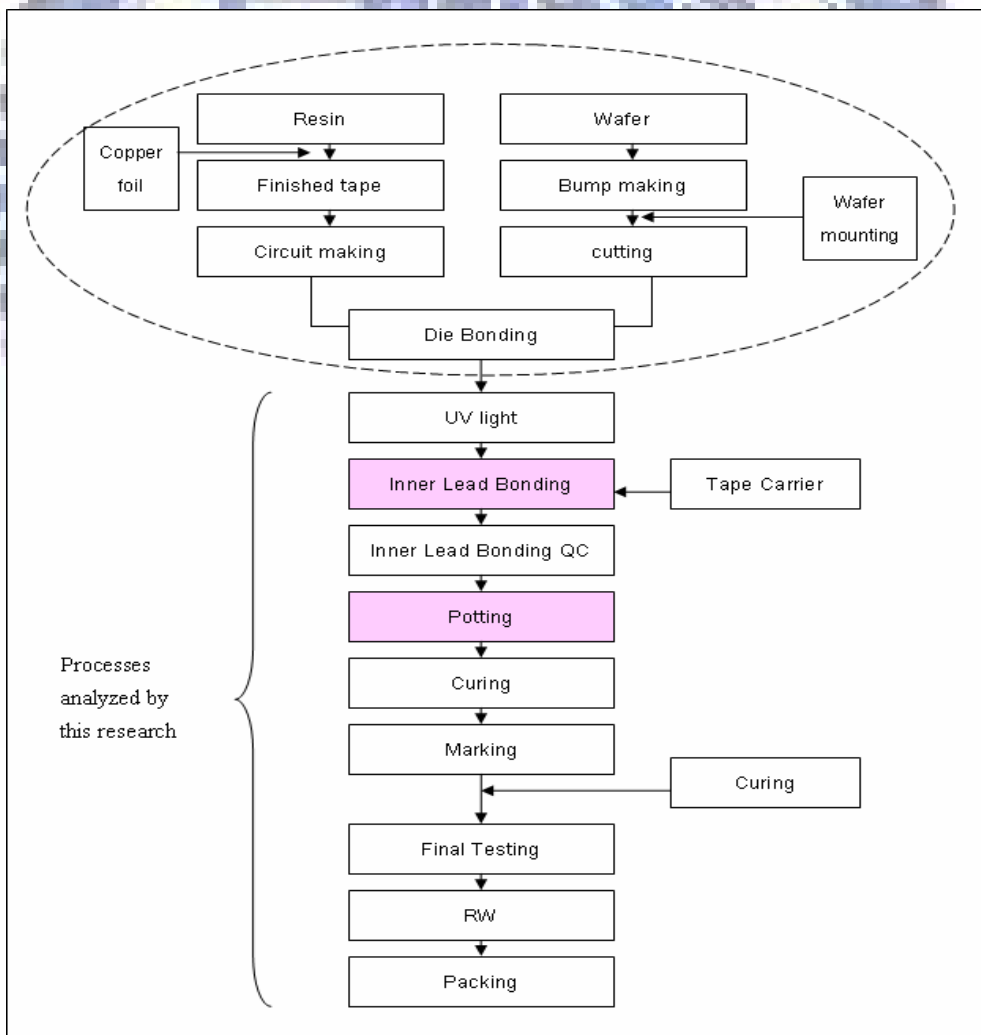 Resin
Wafer
Copper
foil
Finished tape
Bump making
Wafer
mounting
Circuit making
cutting
Die Bonding
UV light
Inner Lead Bonding
Tape Carrier
Inner Lead Bonding QC
Potting
Processes
analyzed by
this research
Curing
Marking
Curing
Final Testing
RW
Packing